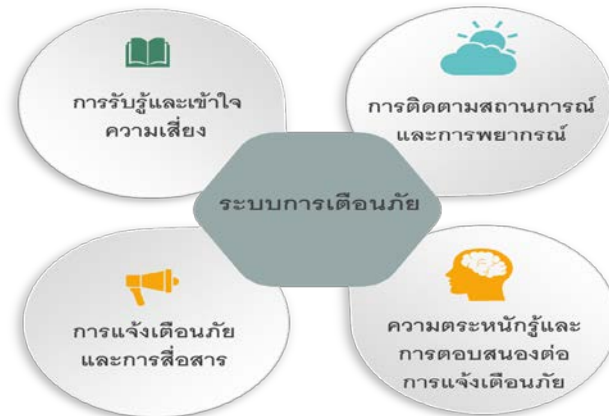 การรับรู้และเข้าใจ
ความเสี่ยง
การติดตามสถานการณ์
และการพยากรณ์
ระบบการเตือนภัย
การแจ้งเตือนภัย
และการสื่อสาร
ความตระหนักรู้และ
การตอบสนองต่อ
การแจ้งเตือนภัย